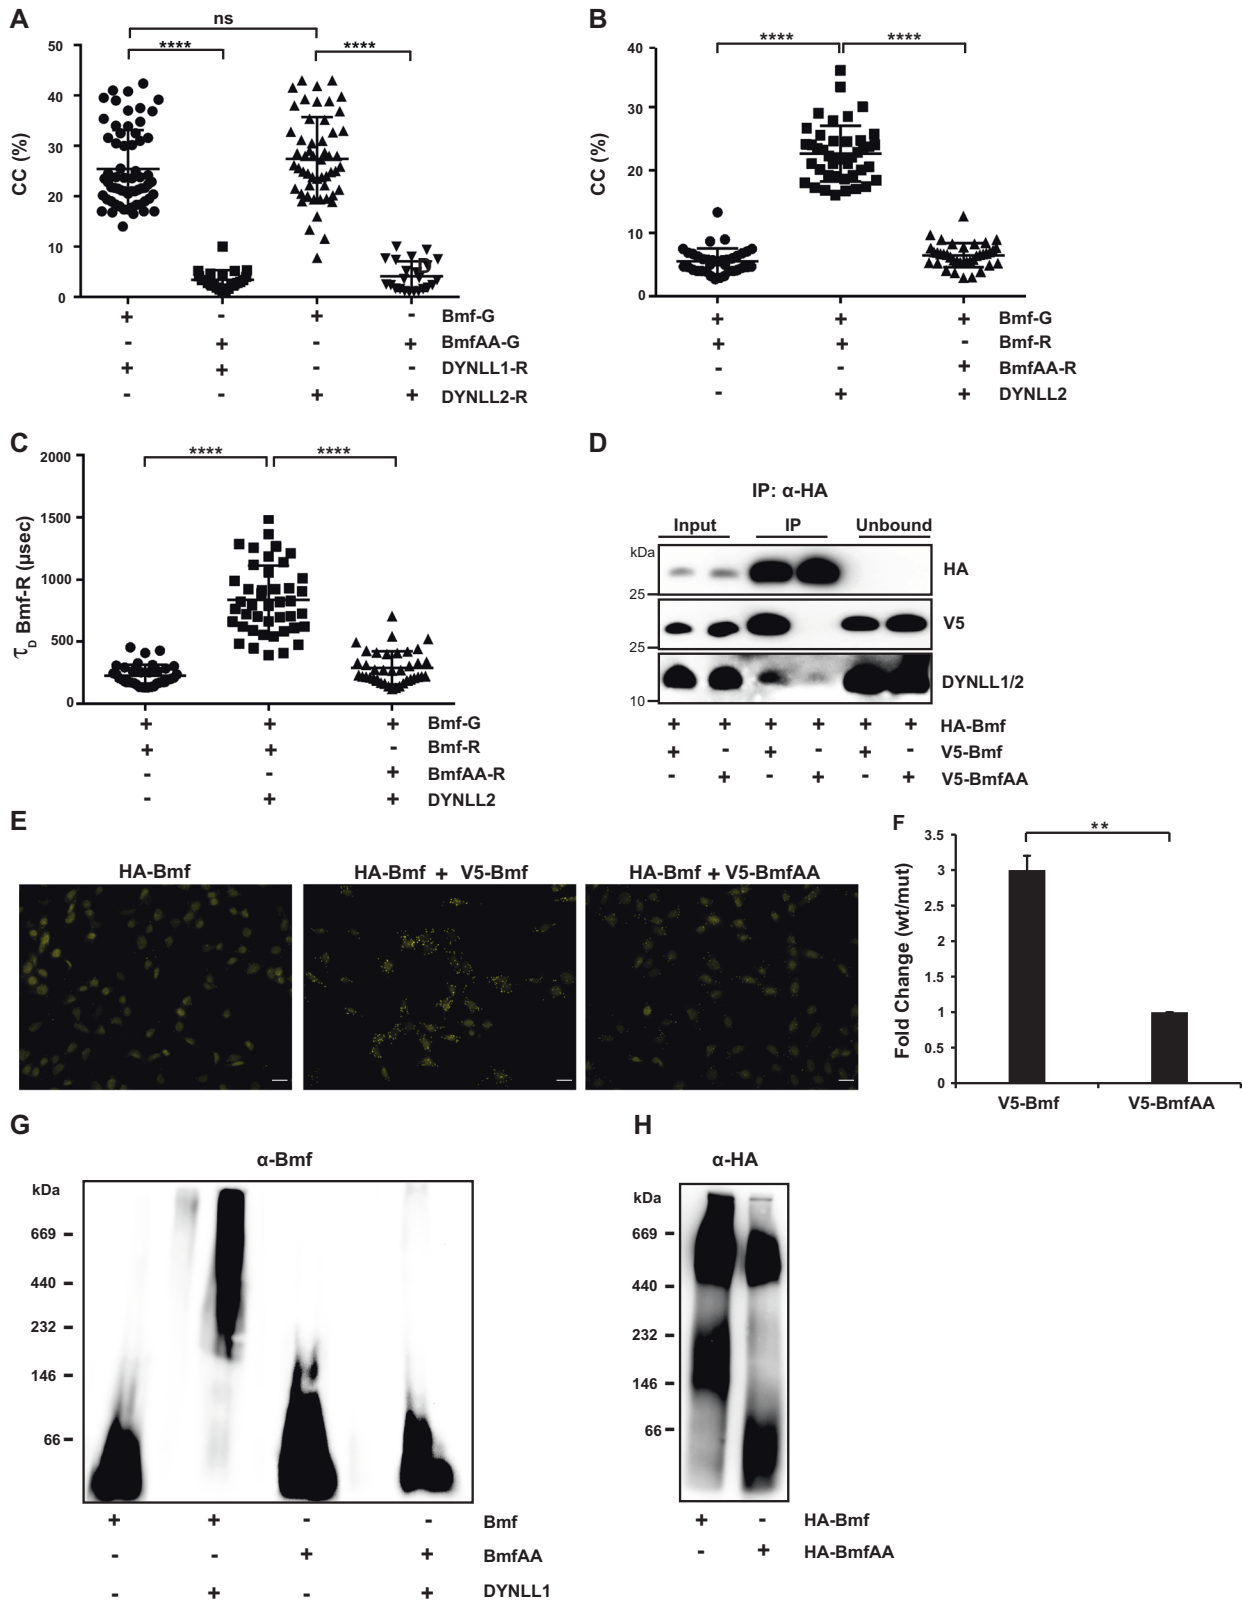 A
ns
****
****
50
40
30
20
10
0
CC (%)
+ - + - Bmf-G
- + - + BmfAA-G
+ + - - DYNLL1-R
- - + + DYNLL2-R
B
****
****
40
30
20
10
0
CC (%)
+ + + Bmf-G
+ + - Bmf-R
- - + BmfAA-R
- + + DYNLL2
C
****
****
2000
1500
1000
500
0
τD Bmf-R (µsec)
+ + + Bmf-G
+ + - Bmf-R
- - + BmfAA-R
- + + DYNLL2
D
IP: α-HA
Input IP Unbound
kDa
25
HA
25
V5
10
DYNLL1/2
+ + + + + + HA-Bmf
+ - + - + - V5-Bmf
- + - + - + V5-BmfAA
E
HA-Bmf
HA-Bmf + V5-Bmf
HA-Bmf + V5-BmfAA
F
**
3.5
3
2.5
2
1.5
1
0.5
0
Fold Change (wt/mut)
V5-Bmf V5-BmfAA
G
α-Bmf
kDa
669
440
232
146
66
+ + - - Bmf
- - + + BmfAA
- + - + DYNLL1
H
α-HA
kDa
669
440
232
146
66
+ - HA-Bmf
- + HA-BmfAA